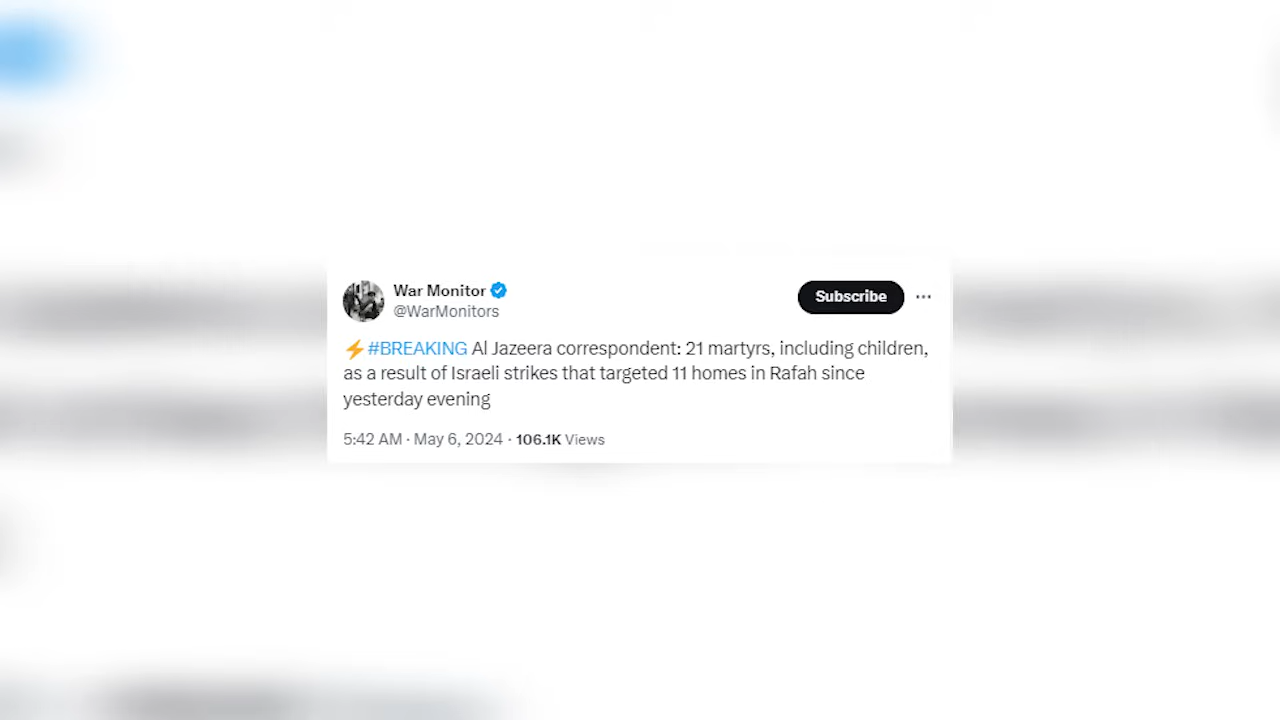 War Monitor
@WarMonitors
Subscribe
⚡#BREAKING Al Jazeera correspondent: 21 martyrs, including children,
as a result of Israeli strikes that targeted 11 homes in Rafah since
yesterday evening
5:42 AM · May 6, 2024 · 106.1K Views